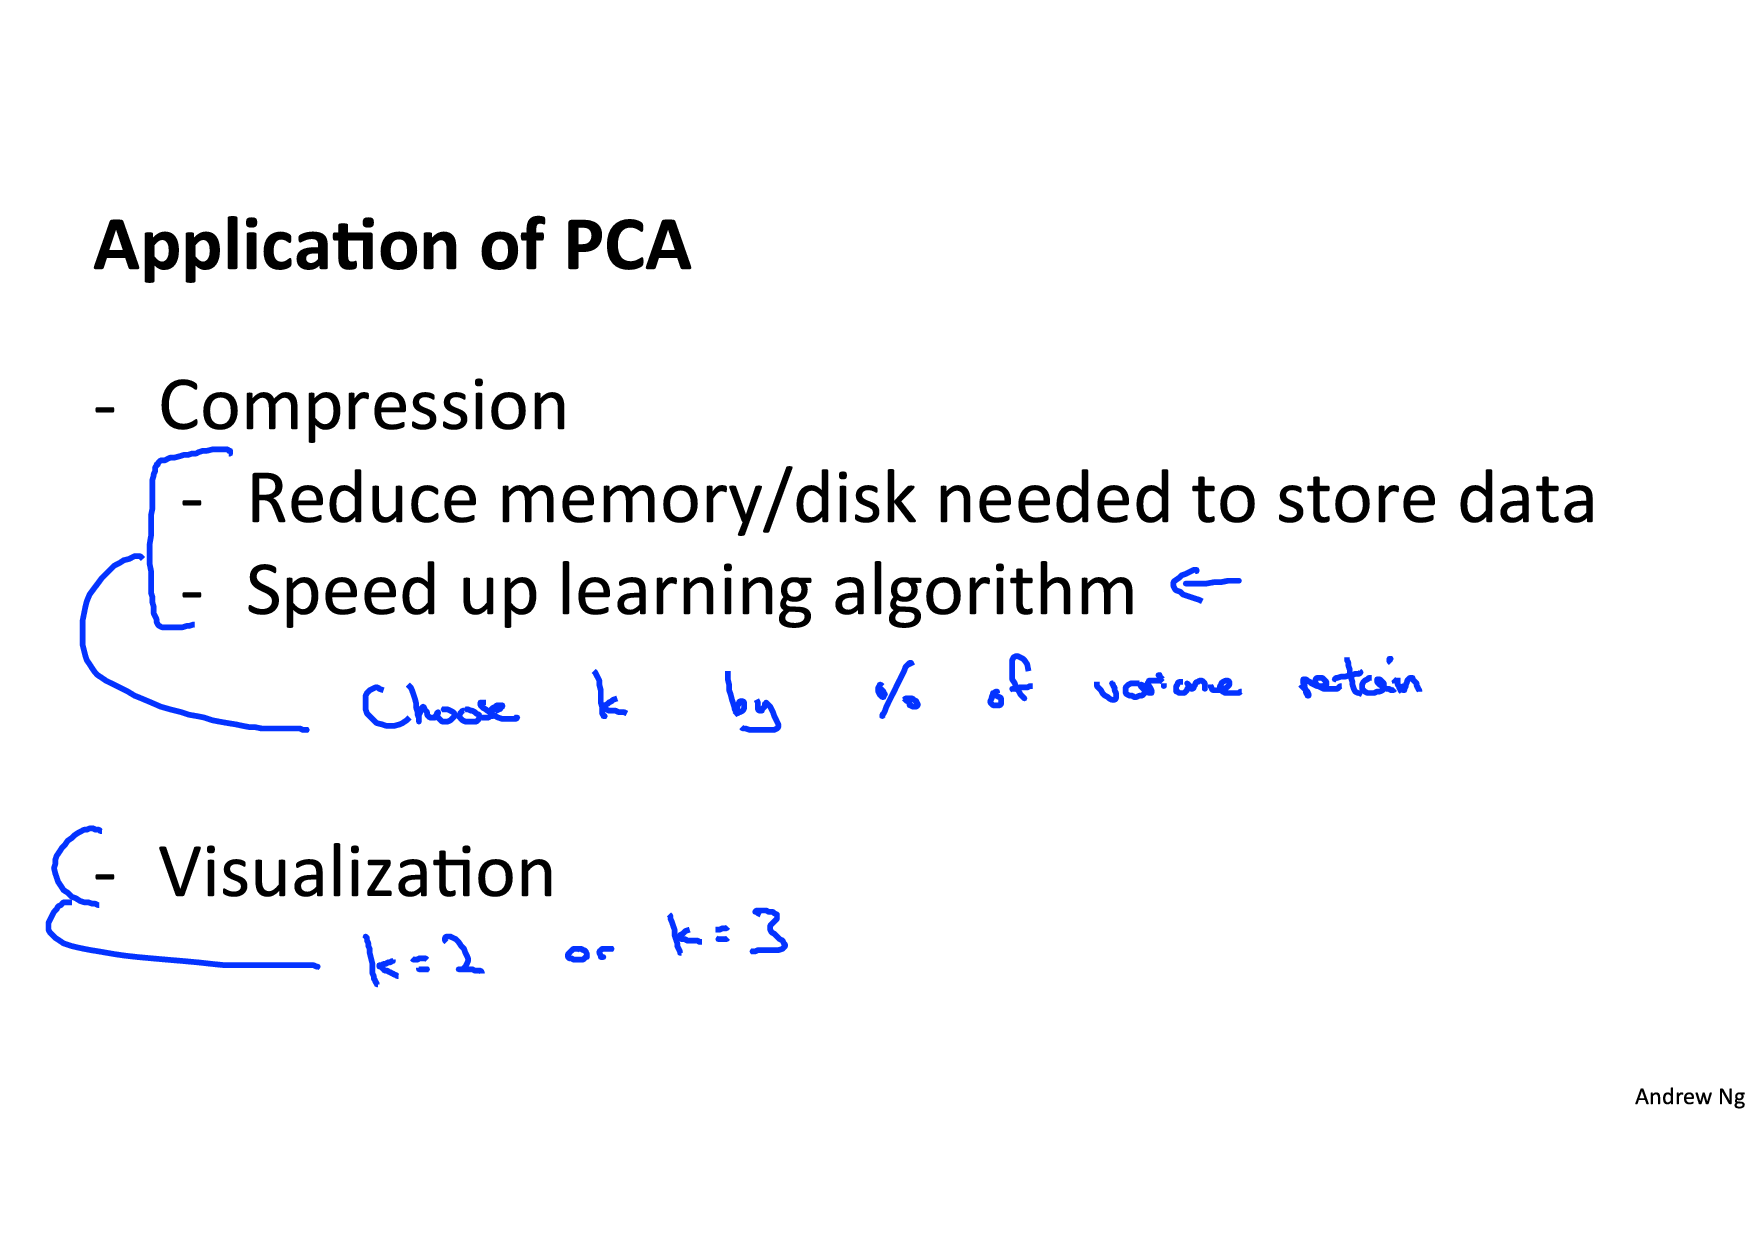 Application of PCA
- Compression
- Reduce memory/disk needed to store data
- Speed up learning algorithm ←
Choose k by % of variance retain
- Visualization
k=2 or k=3
Andrew Ng